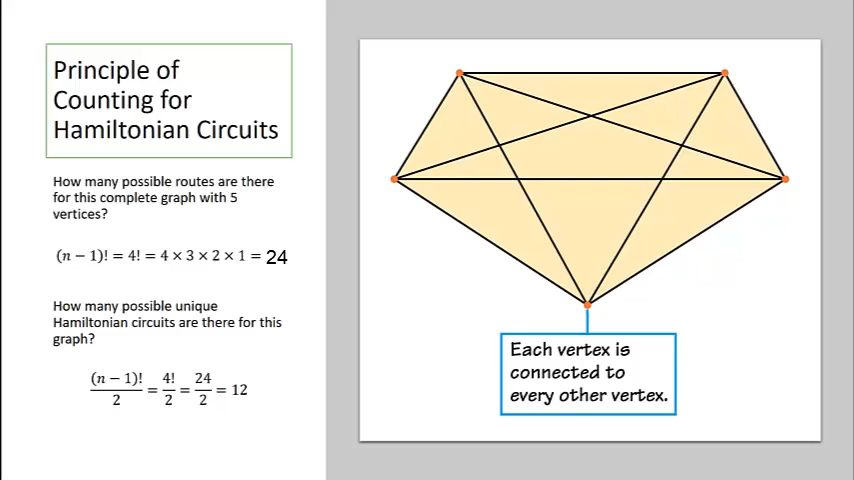 Principle of
Counting for
Hamiltonian Circuits
How many possible routes are there
for this complete graph with 5
vertices?
(n − 1)! = 4! = 4 × 3 × 2 × 1 = 24
How many possible unique
Hamiltonian circuits are there for this
graph?
(n − 1)!/2 = 4!/2 = 24/2 = 12
Each vertex is
connected to
every other vertex.